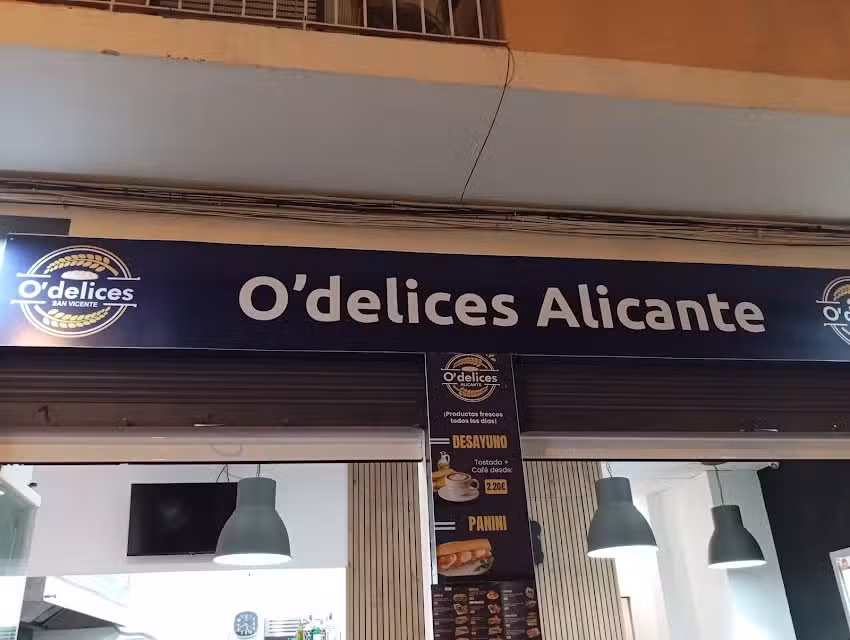 O'delices
SAN VICENTE
O'delices Alicante
O'delices
ALICANTE
¡Productos frescos
todos los días!
DESAYUNO
Tostada +
Café desde:
2.20€
PANINI